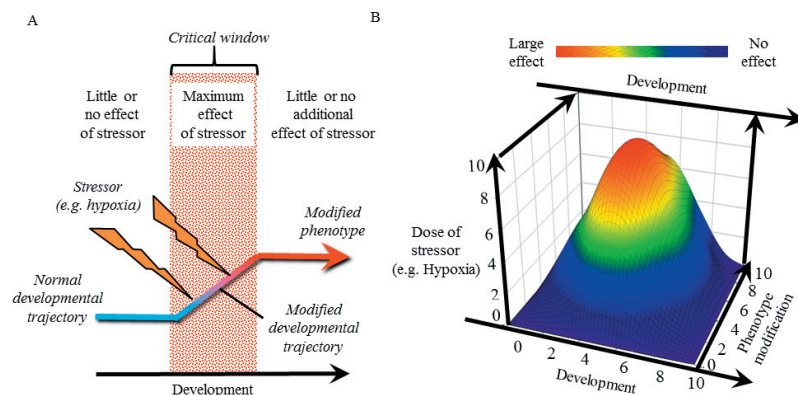 A
Critical window
Little or
no effect
of stressor
Maximum
effect
of stressor
Little or no
additional
effect of stressor
Stressor
(e.g. hypoxia)
Modified
phenotype
Normal
developmental
trajectory
Modified
developmental
trajectory
Development
B
Large
effect
No
effect
Development
10
8
6
4
2
0
Dose of
stressor
(e.g. Hypoxia)
0
2
4
6
8
10
Development
0
2
4
6
8
10
Phenotype
modification